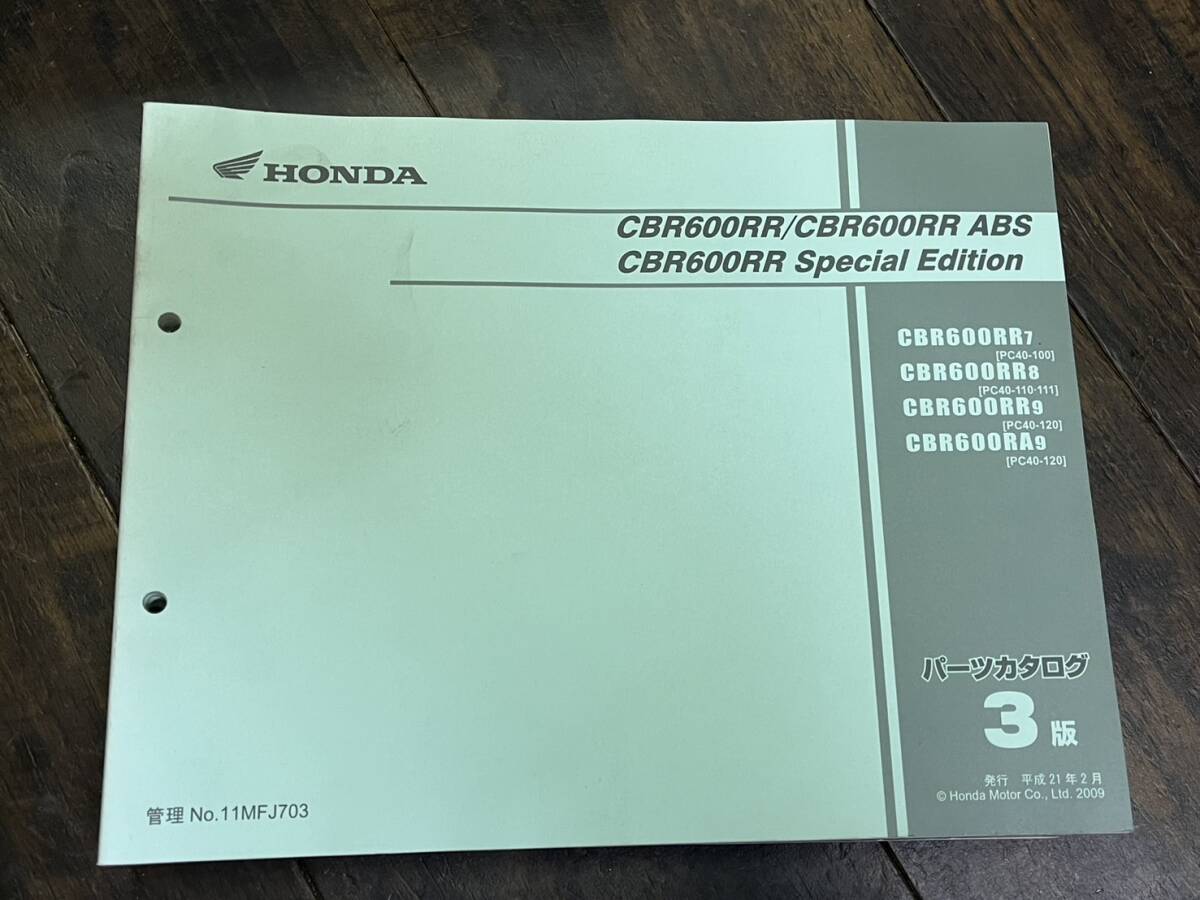 HONDA
CBR600RR/CBR600RR ABS
CBR600RR Special Edition
CBR600RR7
[PC40-100]
CBR600RR8
[PC40-110･111]
CBR600RR9
[PC40-120]
CBR600RA9
[PC40-120]
パーツカタログ
3版
発行 平成21年2月
© Honda Motor Co., Ltd. 2009
管理 No.11MFJ703